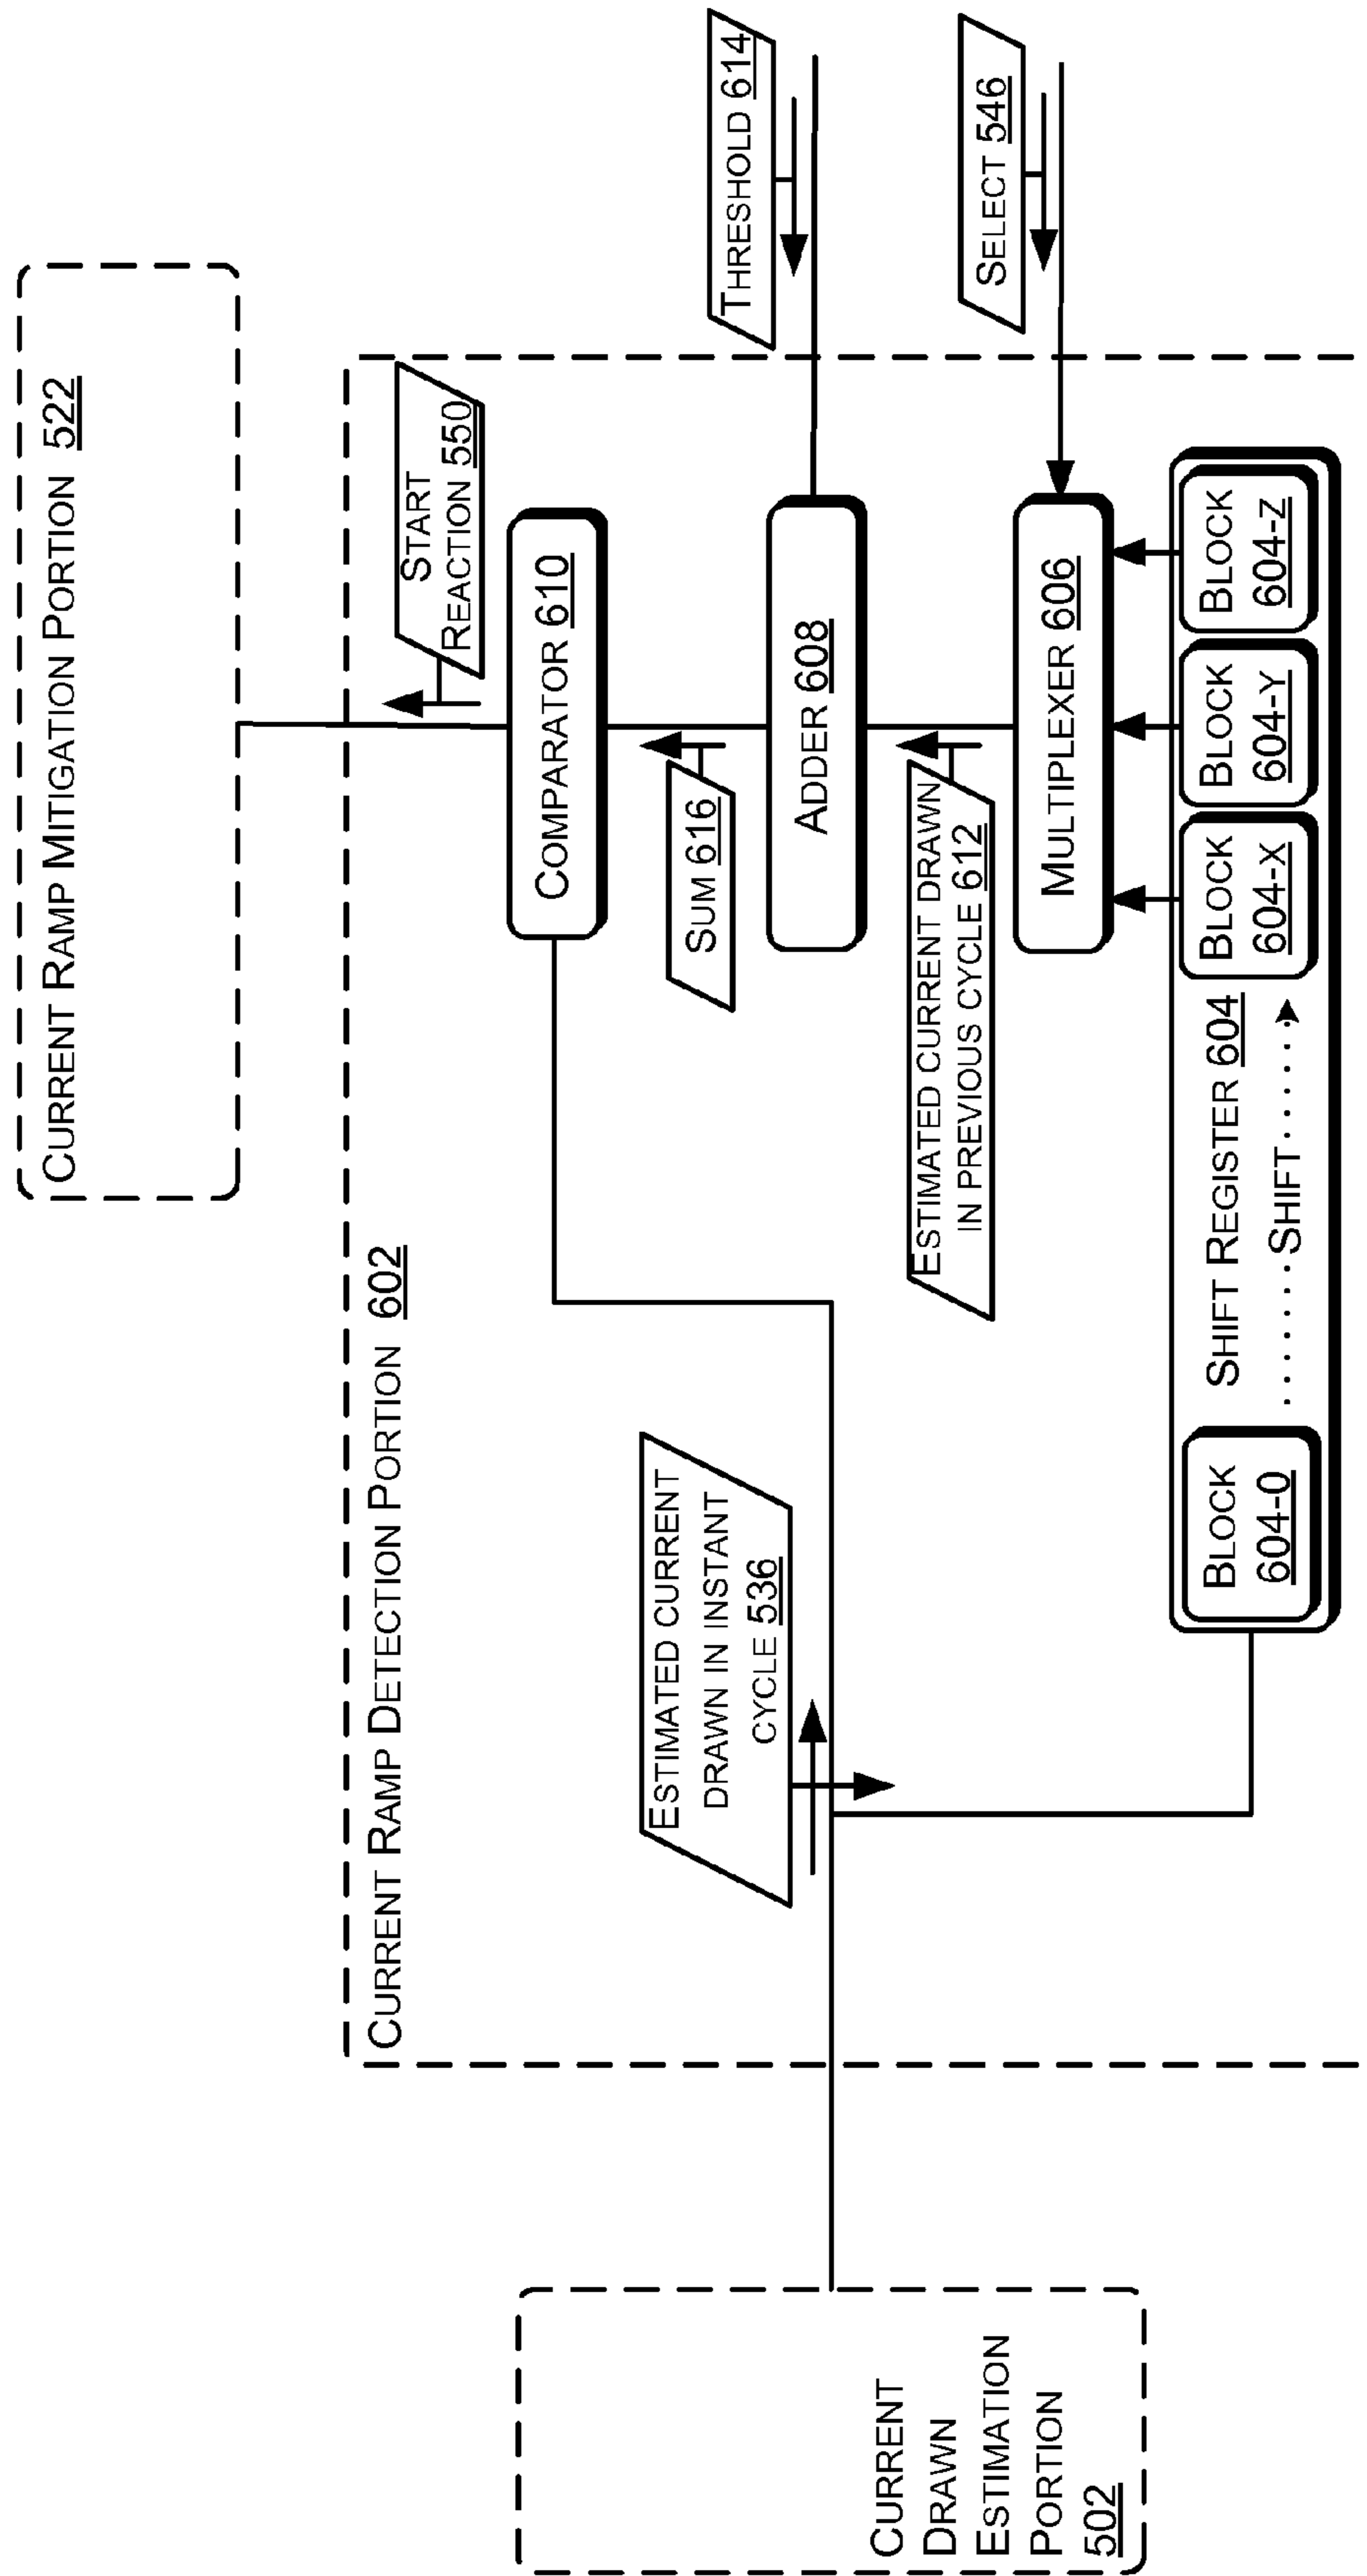 CURRENT RAMP MITIGATION PORTION 522
CURRENT RAMP DETECTION PORTION 602
START
REACTION 550
COMPARATOR 610
THRESHOLD 614
SUM 616
ADDER 608
ESTIMATED CURRENT
DRAWN IN INSTANT
CYCLE 536
ESTIMATED CURRENT DRAWN
IN PREVIOUS CYCLE 612
SELECT 546
MULTIPLEXER 606
CURRENT
DRAWN
ESTIMATION
PORTION
502
BLOCK
604-0
SHIFT REGISTER 604
SHIFT
BLOCK
604-X
BLOCK
604-Y
BLOCK
604-Z